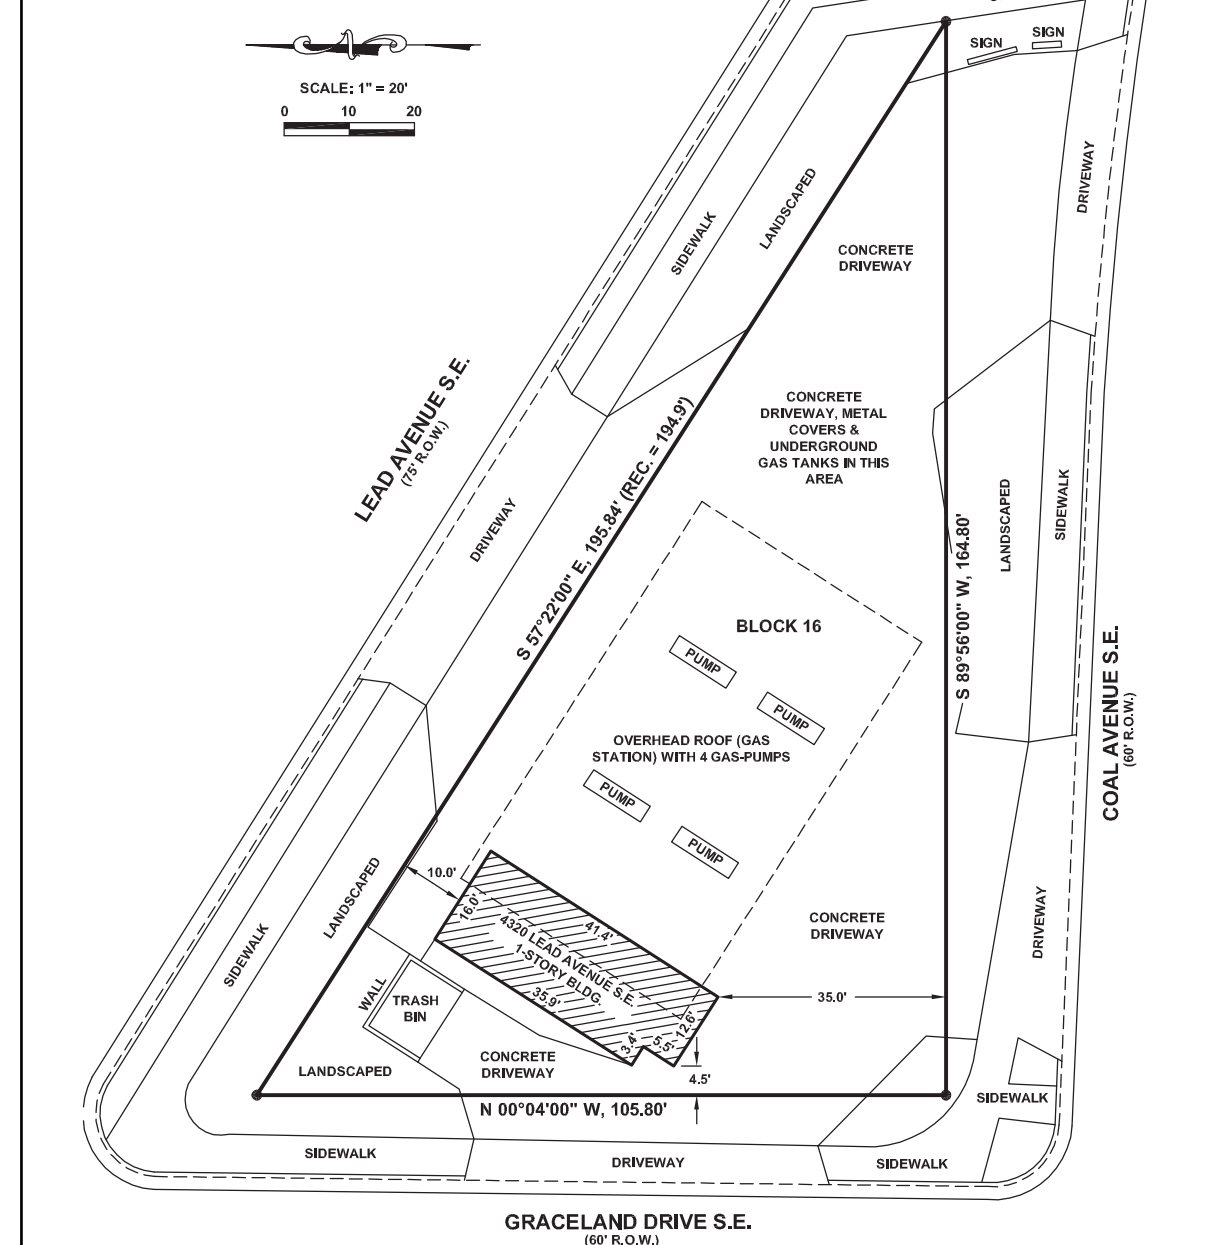 SCALE: 1" = 20'
0 10 20
SIGN
SIGN
DRIVEWAY
LANDSCAPED
SIDEWALK
CONCRETE
DRIVEWAY
LEAD AVENUE S.E.
(75' R.O.W.)
S 57°22'00" E, 195.84' (REC. = 194.9')
CONCRETE
DRIVEWAY, METAL
COVERS &
UNDERGROUND
GAS TANKS IN THIS
AREA
DRIVEWAY
LANDSCAPED
SIDEWALK
S 89°56'00" W, 164.80'
BLOCK 16
PUMP
PUMP
OVERHEAD ROOF (GAS
STATION) WITH 4 GAS-PUMPS
PUMP
PUMP
COAL AVENUE S.E.
(60' R.O.W.)
10.0'
16.0'
41.4'
4320 LEAD AVENUE S.E.
1-STORY BLDG.
35.9'
3.4'
5.5'
12.6'
LANDSCAPED
SIDEWALK
CONCRETE
DRIVEWAY
DRIVEWAY
35.0'
WALL
TRASH
BIN
LANDSCAPED
CONCRETE
DRIVEWAY
4.5'
N 00°04'00" W, 105.80'
SIDEWALK
SIDEWALK
DRIVEWAY
SIDEWALK
GRACELAND DRIVE S.E.
(60' R.O.W.)